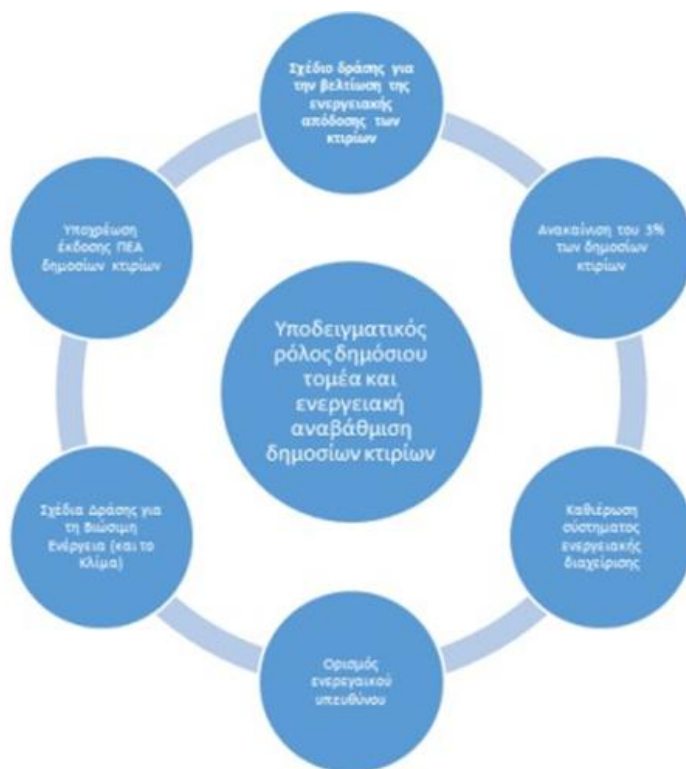 Σχέδιο δράσης για
την βελτίωση της
ενεργειακής
απόδοσης των
κτιρίων
Ανακαίνιση του 3%
των δημοσίων
κτιρίων
Καθιέρωση
σύστηματος
ενεργειακής
διαχείρισης
Ορισμός
ενερεγαικού
υπευθύνου
Σχέδια Δράσης για
τη Βιώσιμη
Ενέργεια (και το
Κλίμα)
Υποχρέωση
έκδοσης ΠΕΑ
δημοσίων κτιρίων
Υποδειγματικός
ρόλος δημόσιου
τομέα και
ενεργειακή
αναβάθμιση
δημοσίων κτιρίων